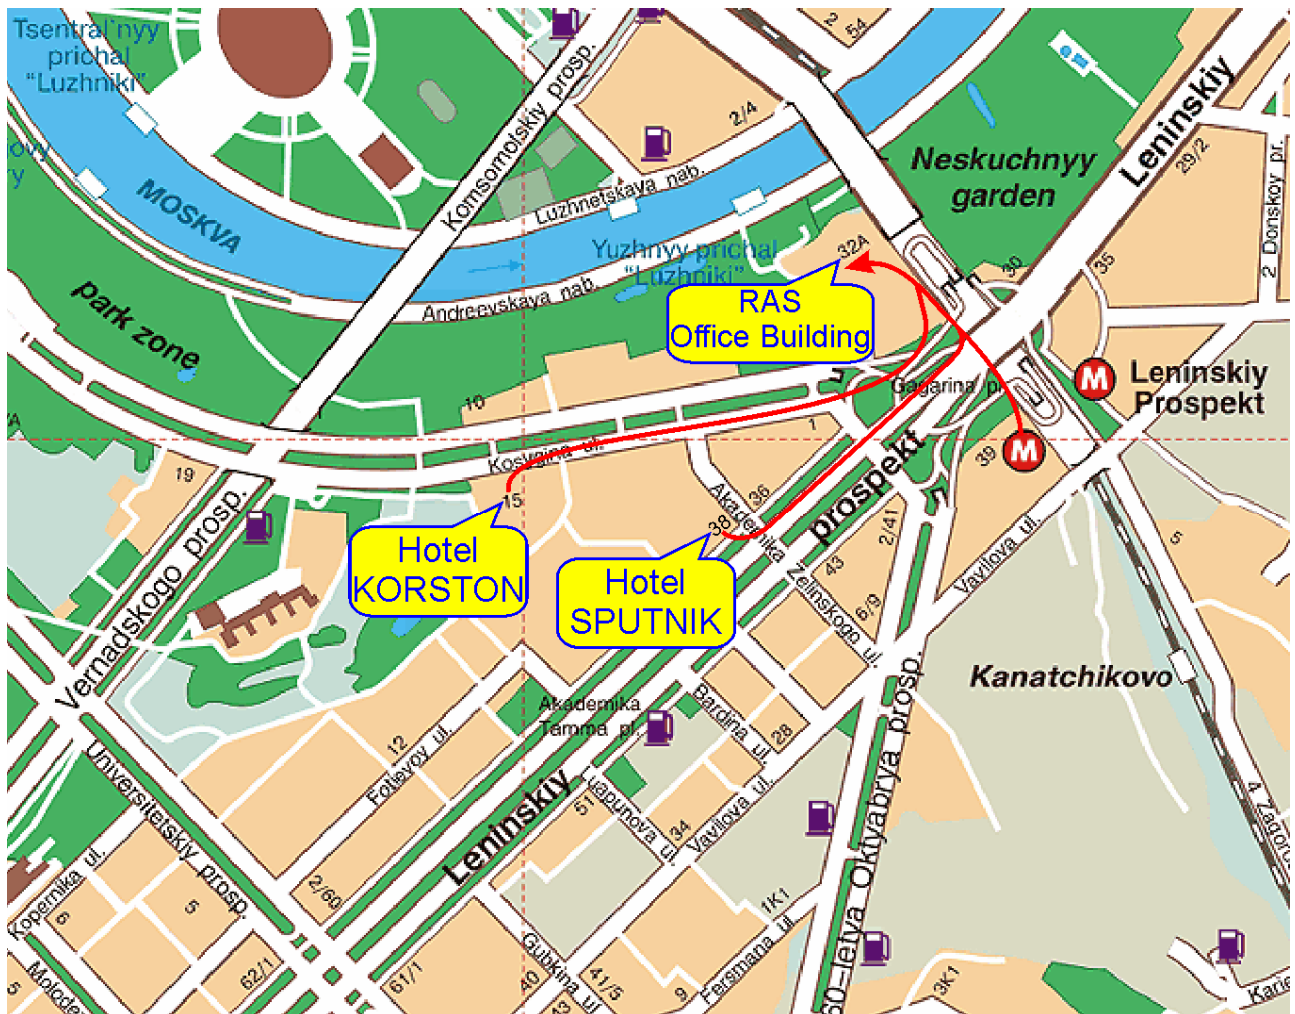 Tsentral'nyy
prichal
"Luzhniki"
Komsomolskiy prosp.
2
54
2/4
Leninskiy
29/2
2 Donskoy pr.
Neskuchnyy
garden
MOSKVA
Luzhnetskaya nab.
Yuzhnyy prichal
"Luzhniki"
Andreevskaya nab.
32A
30
35
RAS
Office Building
park zone
Gagarina pl.
M
Leninskiy
Prospekt
M
10
1
Kosygina ul.
19
15
36
38
39
prospekt
Akademika Zelinskogo ul.
2/41
43
6/9
5
Vavilova ul.
Hotel
KORSTON
Hotel
SPUTNIK
Vernadskogo prosp.
Kanatchikovo
Akademika
Tamma pl.
Bardina ul.
28
12
Fotievoy ul.
Universitetskiy prosp.
Leninskiy
51
34
Vavilova ul.
60-letya Oktyabrya prosp.
Kopernika ul.
6
5
2/60
1K1
62/1
61/1
Gubkina ul.
40
41/5
43
9
Fersmana ul.
3K1
5